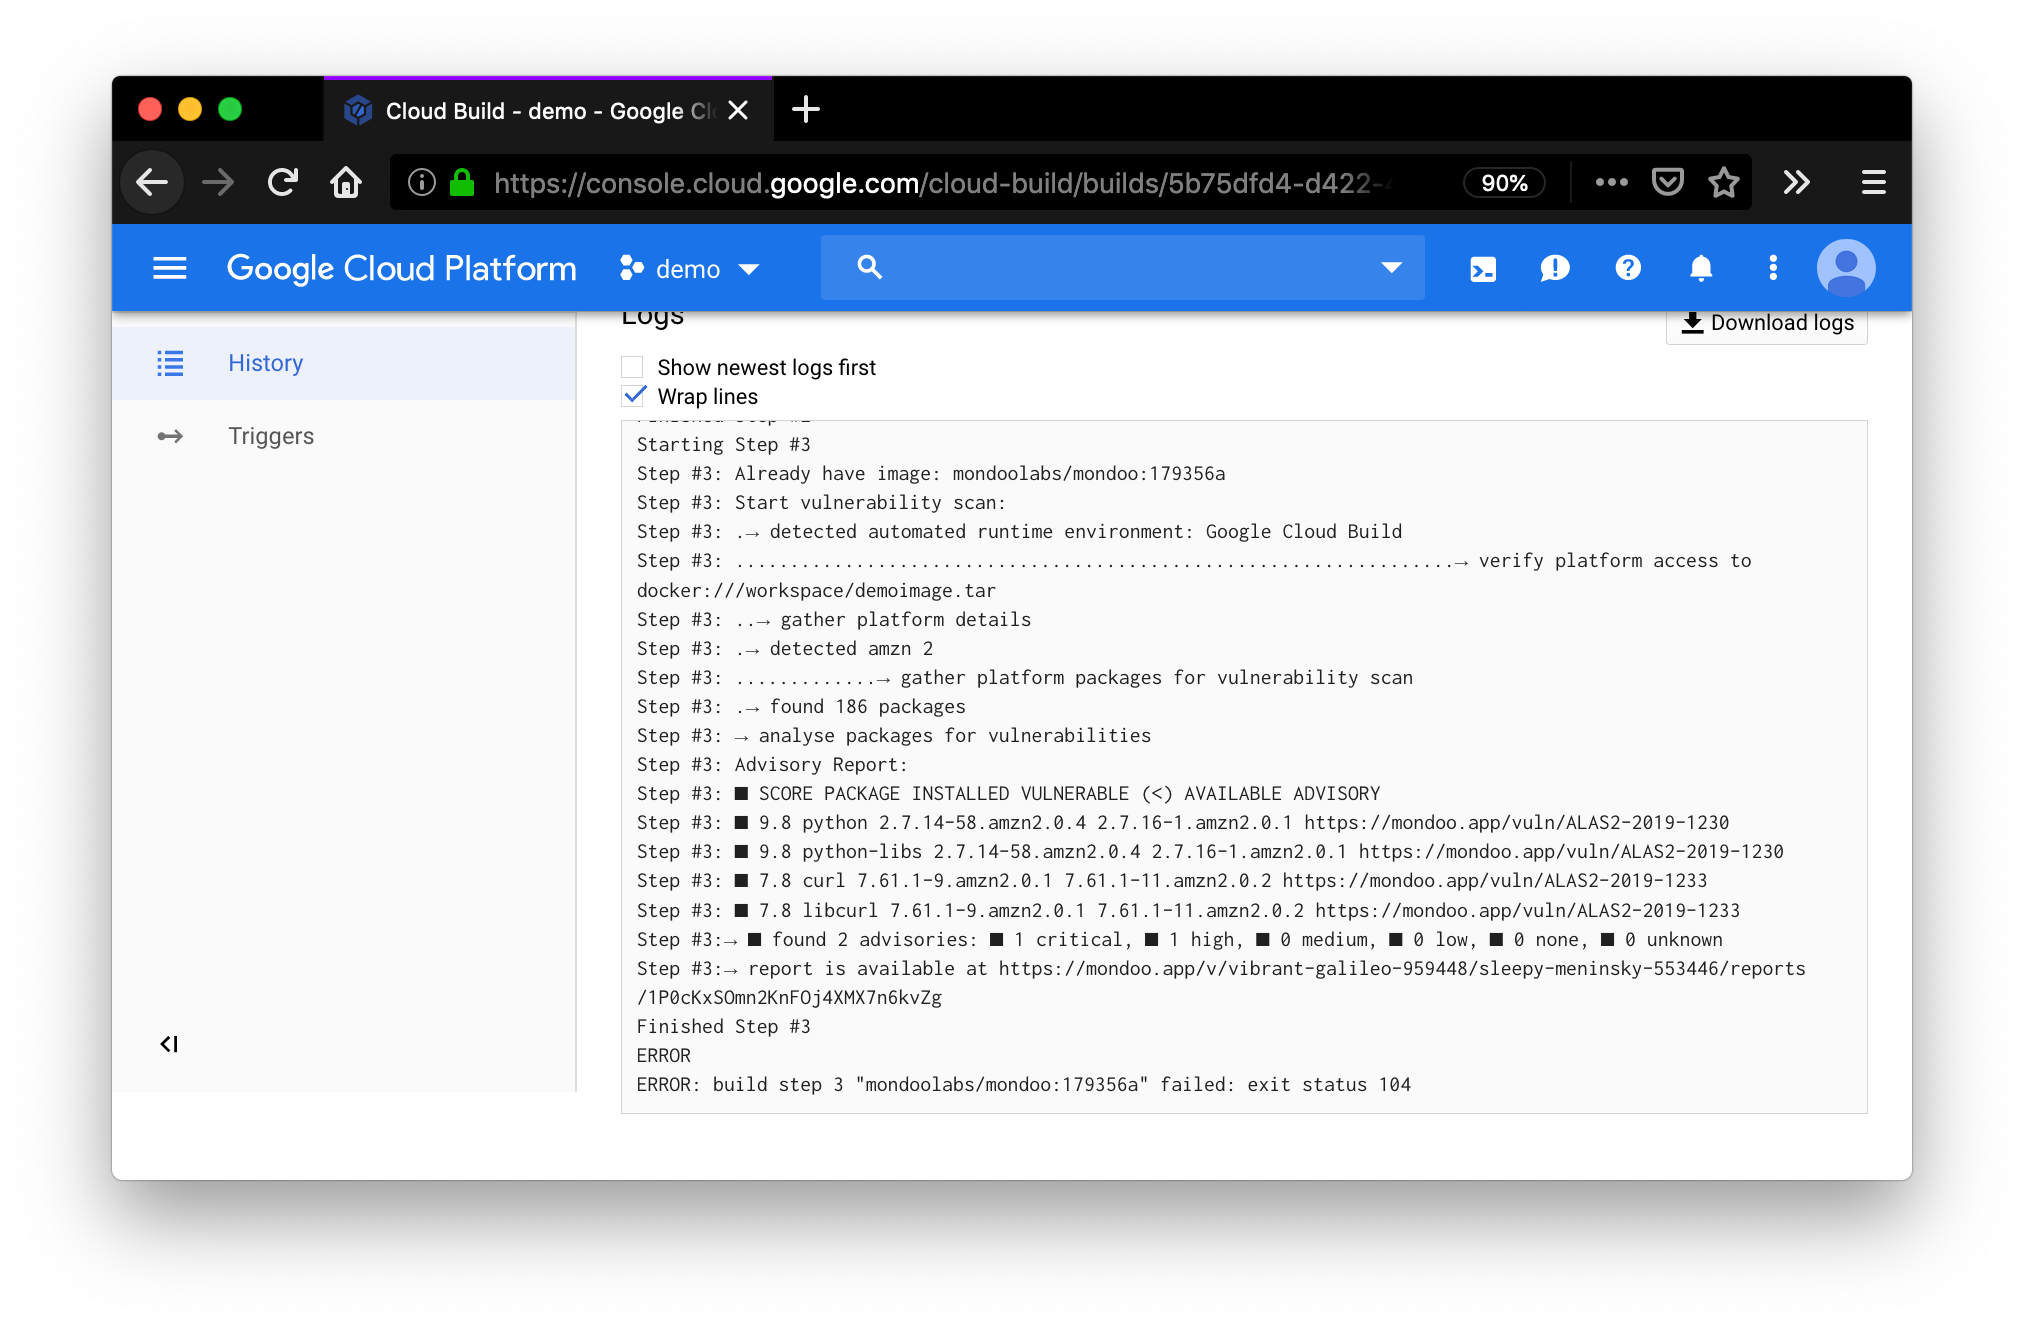 Cloud Build - demo - Google Cl
https://console.cloud.google.com/cloud-build/builds/5b75dfd4-d422-
90%
Google Cloud Platform
demo
Logs
Download logs
History
Triggers
Show newest logs first
Wrap lines
Finished Step #2
Starting Step #3
Step #3: Already have image: mondoolabs/mondoo:179356a
Step #3: Start vulnerability scan:
Step #3: .→ detected automated runtime environment: Google Cloud Build
Step #3: ..................................................................→ verify platform access to
docker:///workspace/demoimage.tar
Step #3: ..→ gather platform details
Step #3: .→ detected amzn 2
Step #3: .............→ gather platform packages for vulnerability scan
Step #3: .→ found 186 packages
Step #3: → analyse packages for vulnerabilities
Step #3: Advisory Report:
Step #3: ■ SCORE PACKAGE INSTALLED VULNERABLE (<) AVAILABLE ADVISORY
Step #3: ■ 9.8 python 2.7.14-58.amzn2.0.4 2.7.16-1.amzn2.0.1 https://mondoo.app/vuln/ALAS2-2019-1230
Step #3: ■ 9.8 python-libs 2.7.14-58.amzn2.0.4 2.7.16-1.amzn2.0.1 https://mondoo.app/vuln/ALAS2-2019-1230
Step #3: ■ 7.8 curl 7.61.1-9.amzn2.0.1 7.61.1-11.amzn2.0.2 https://mondoo.app/vuln/ALAS2-2019-1233
Step #3: ■ 7.8 libcurl 7.61.1-9.amzn2.0.1 7.61.1-11.amzn2.0.2 https://mondoo.app/vuln/ALAS2-2019-1233
Step #3:→ ■ found 2 advisories: ■ 1 critical, ■ 1 high, ■ 0 medium, ■ 0 low, ■ 0 none, ■ 0 unknown
Step #3:→ report is available at https://mondoo.app/v/vibrant-galileo-959448/sleepy-meninsky-553446/reports
/1P0cKxSOmn2KnFOj4XMX7n6kvZg
Finished Step #3
ERROR
ERROR: build step 3 "mondoolabs/mondoo:179356a" failed: exit status 104